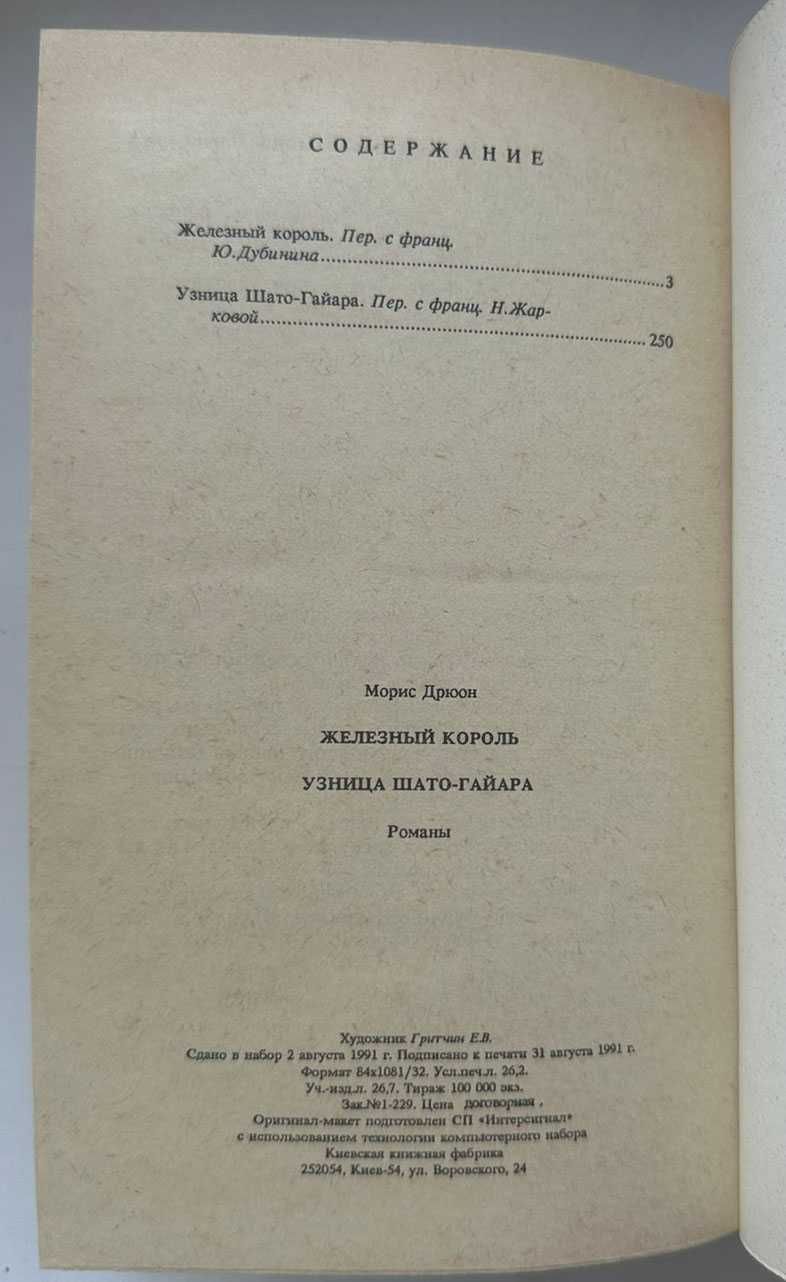 СОДЕРЖАНИЕ
Железный король. Пер. с франц.
Ю.Дубинина.......................................................3
Узница Шато-Гайара. Пер. с франц. Н.Жар-
ковой...............................................................250
Морис Дрюон
ЖЕЛЕЗНЫЙ КОРОЛЬ
УЗНИЦА ШАТО-ГАЙАРА
Романы
Художник Гритчин Е.В.
Сдано в набор 2 августа 1991 г. Подписано к печати 31 августа 1991 г.
Формат 84х1081/32. Усл.печ.л. 26,2.
Уч.-изд.л. 26,7. Тираж 100 000 экз.
Зак.№1-229. Цена договорная.
Оригинал-макет подготовлен СП «Интерсигнал»
с использованием технологии компьютерного набора
Киевская книжная фабрика
252054, Киев-54, ул. Воровского, 24